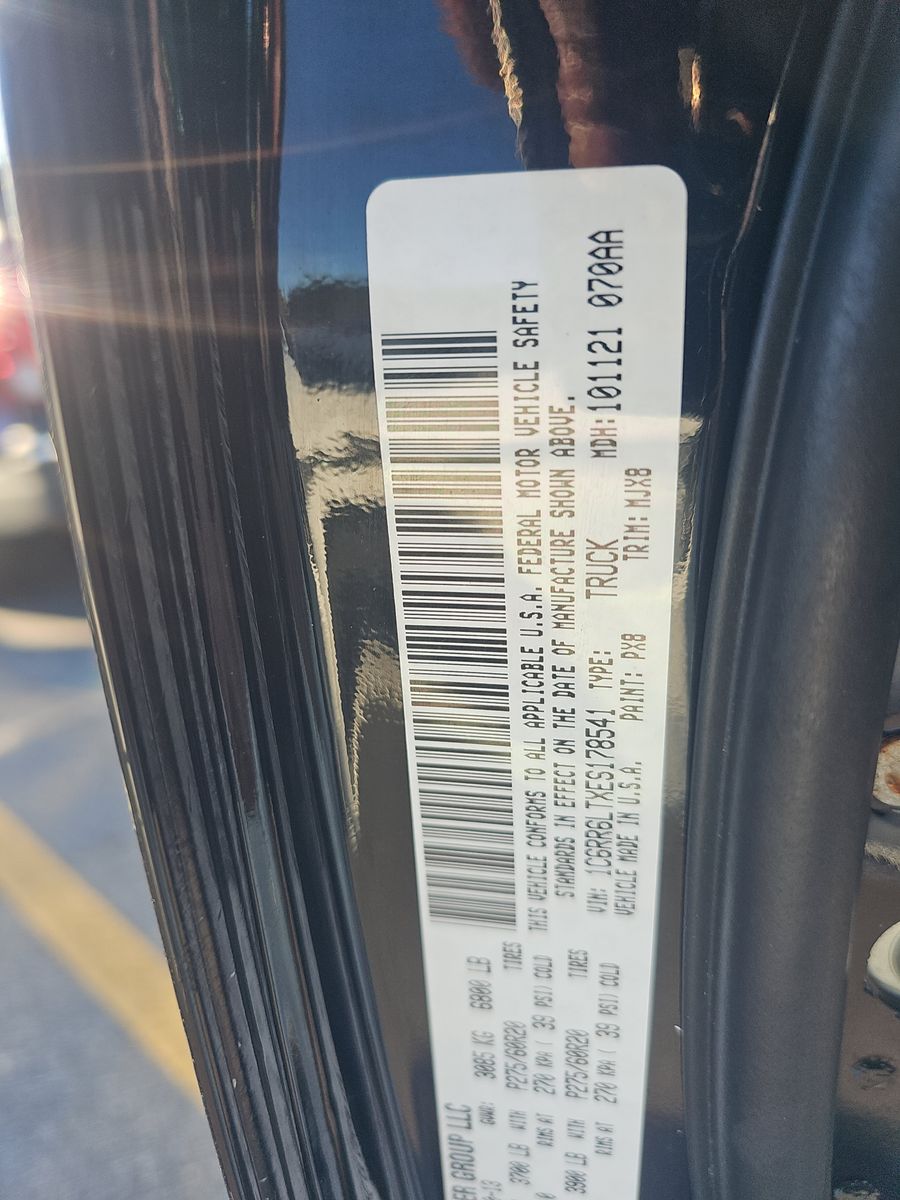 ER GROUP LLC
-13 GVWR: 3085 KG 6800 LB
3700 LB WITH P275/60R20 TIRES
RIMS AT 270 KPA ( 39 PSI) COLD
3900 LB WITH P275/60R20 TIRES
RIMS AT 270 KPA ( 39 PSI) COLD
THIS VEHICLE CONFORMS TO ALL APPLICABLE U.S.A. FEDERAL MOTOR VEHICLE SAFETY
STANDARDS IN EFFECT ON THE DATE OF MANUFACTURE SHOWN ABOVE.
MDH:101121 070AA
VIN: 1C6RR6LTXES178541 TYPE: TRUCK
VEHICLE MADE IN U.S.A. PAINT: PX8 TRIM: MJX8